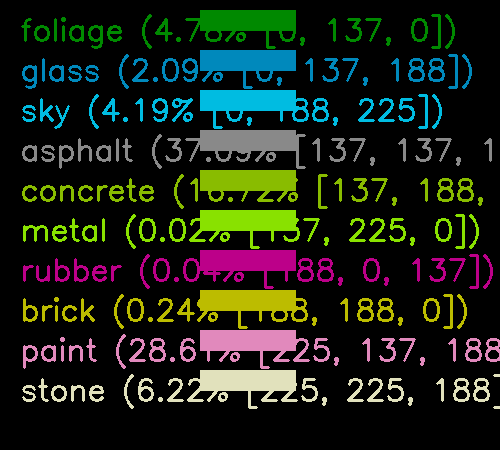 foliage (4.78% [0, 137, 0])
glass (2.09% [0, 137, 188])
sky (4.19% [0, 188, 225])
asphalt (37.09% [137, 137, 1
concrete (16.72% [137, 188,
metal (0.02% [137, 225, 0])
rubber (0.04% [188, 0, 137])
brick (0.24% [188, 188, 0])
paint (28.61% [225, 137, 188
stone (6.22% [225, 225, 188]